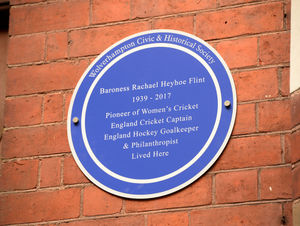 Wolverhampton Civic & Historical Society
Baroness Rachael Heyhoe Flint
1939 - 2017
Pioneer of Women's Cricket
England Cricket Captain
England Hockey Goalkeeper
& Philanthropist
Lived Here